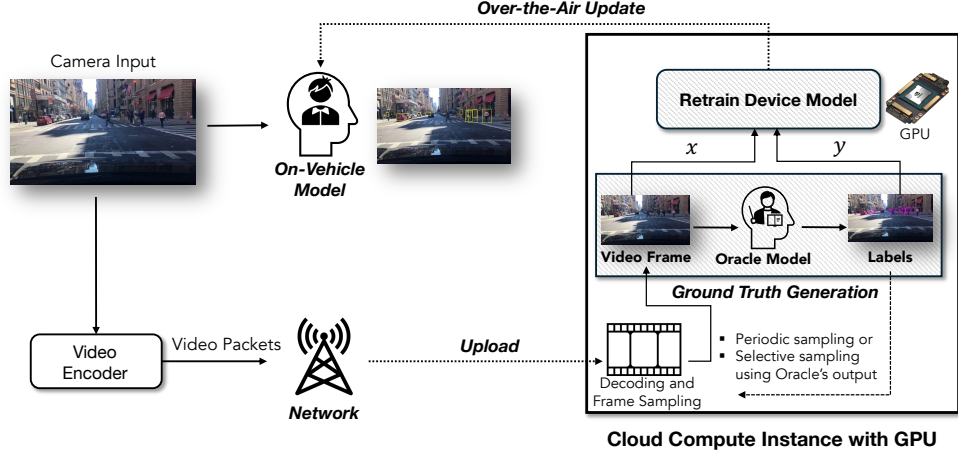 Over-the-Air Update
Camera Input
Retrain Device Model
GPU
On-Vehicle
Model
x
y
Video Frame
Oracle Model
Labels
Ground Truth Generation
Video
Encoder
Video Packets
Network
Upload
▪ Periodic sampling or
▪ Selective sampling
using Oracle's output
Decoding and
Frame Sampling
Cloud Compute Instance with GPU